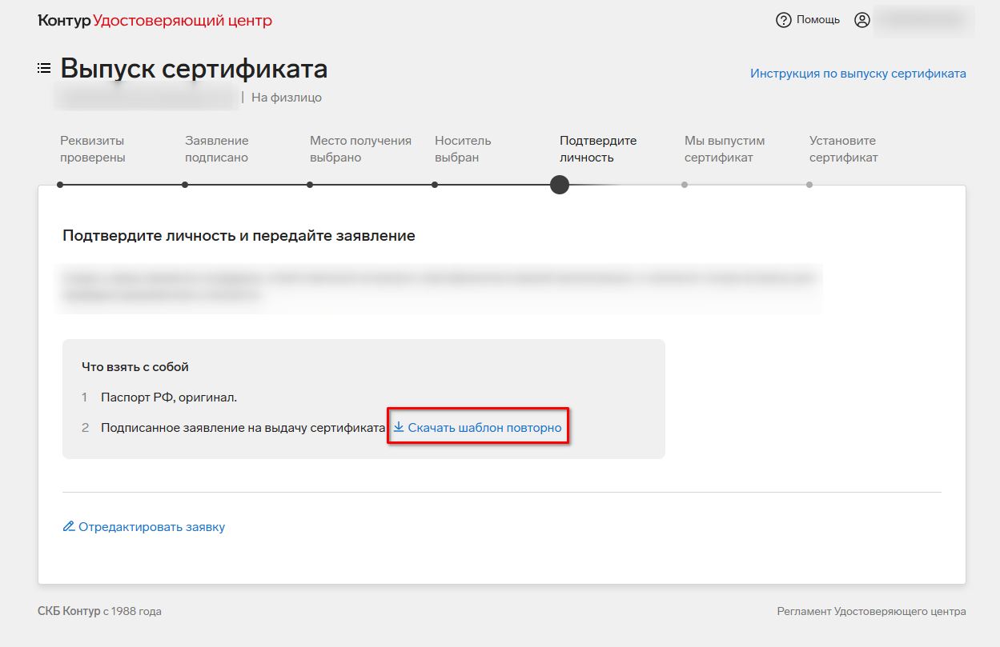 Контур Удостоверяющий центр
Помощь
Выпуск сертификата
Инструкция по выпуску сертификата
| На физлицо
Реквизиты
проверены
Заявление
подписано
Место получения
выбрано
Носитель
выбран
Подтвердите
личность
Мы выпустим
сертификат
Установите
сертификат
Подтвердите личность и передайте заявление
Что взять с собой
1 Паспорт РФ, оригинал.
2 Подписанное заявление на выдачу сертификата Скачать шаблон повторно
Отредактировать заявку
СКБ Контур с 1988 года
Регламент Удостоверяющего центра